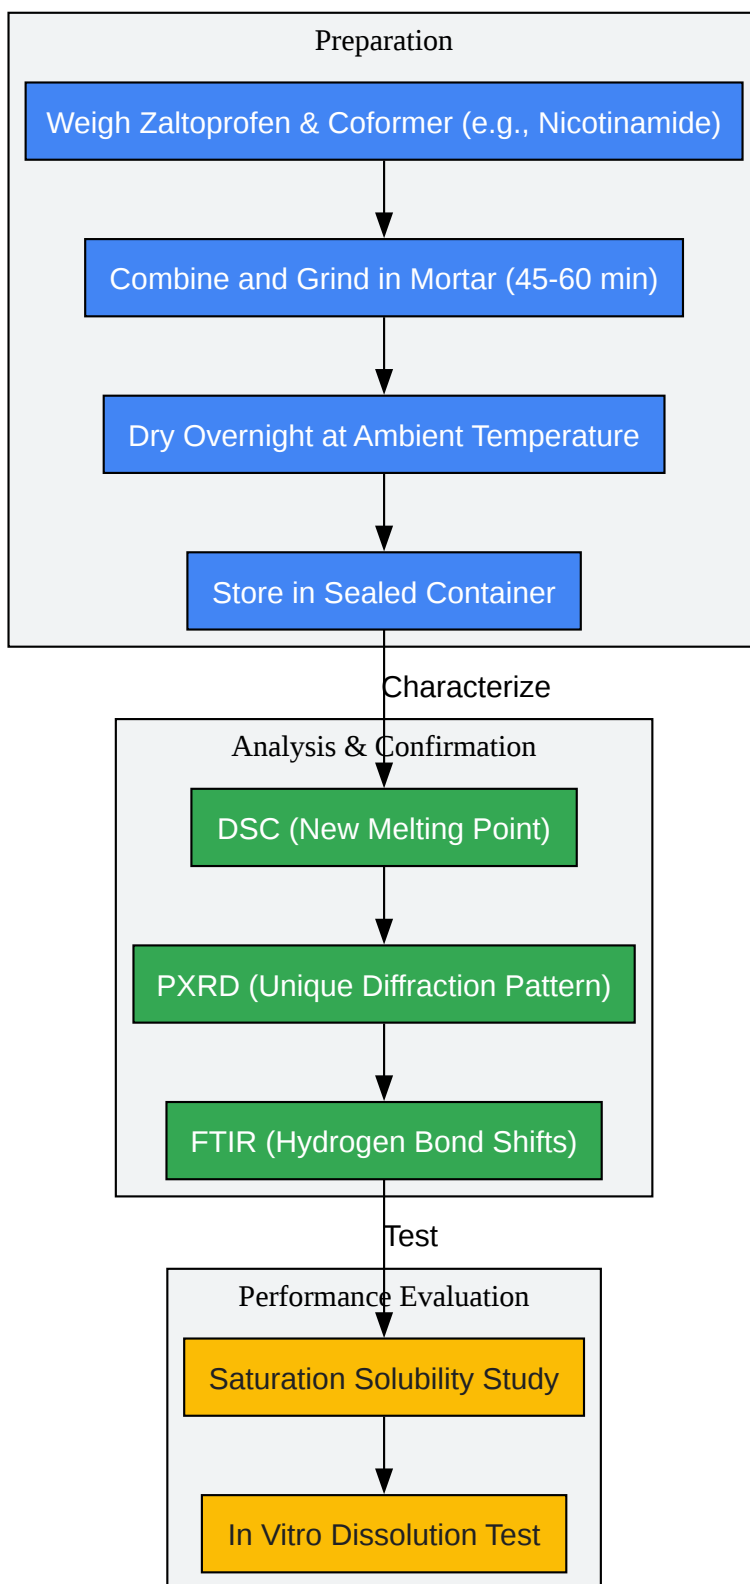 Preparation
Weigh Zaltoprofen & Coformer (e.g., Nicotinamide)
Combine and Grind in Mortar (45-60 min)
Dry Overnight at Ambient Temperature
Store in Sealed Container
Characterize
Analysis & Confirmation
DSC (New Melting Point)
PXRD (Unique Diffraction Pattern)
FTIR (Hydrogen Bond Shifts)
Test
Performance Evaluation
Saturation Solubility Study
In Vitro Dissolution Test